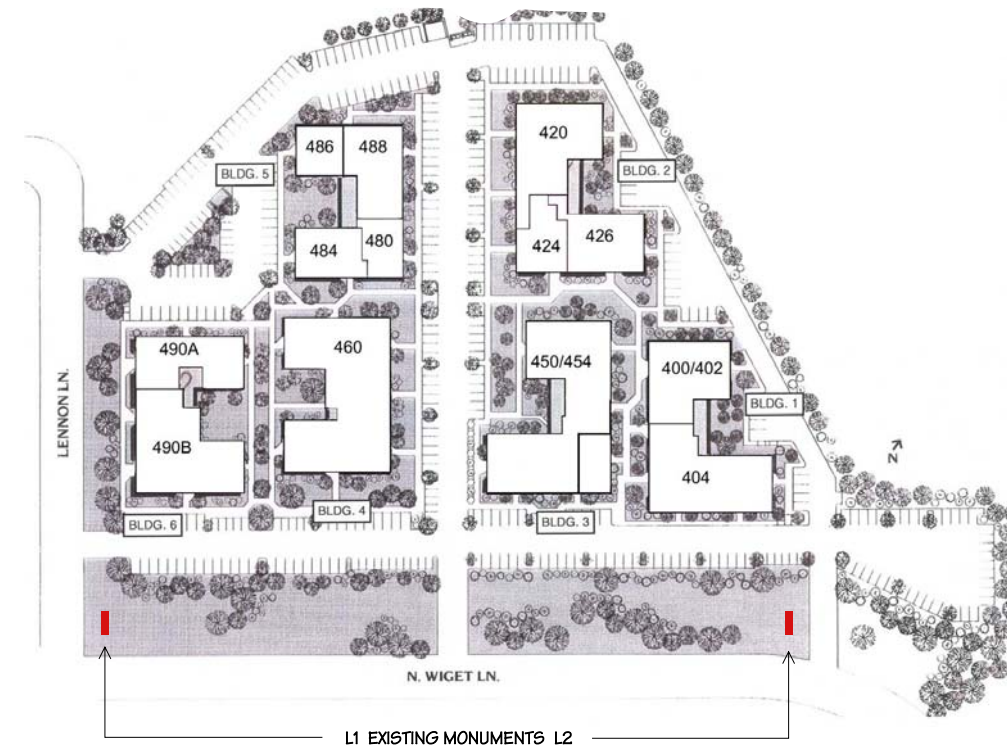 486
488
420
BLDG. 5
BLDG. 2
484
480
424
426
490A
460
450/454
400/402
BLDG. 1
LENNON LN.
490B
N
404
BLDG. 6
BLDG. 4
BLDG. 3
N. WIGET LN.
L1 EXISTING MONUMENTS L2